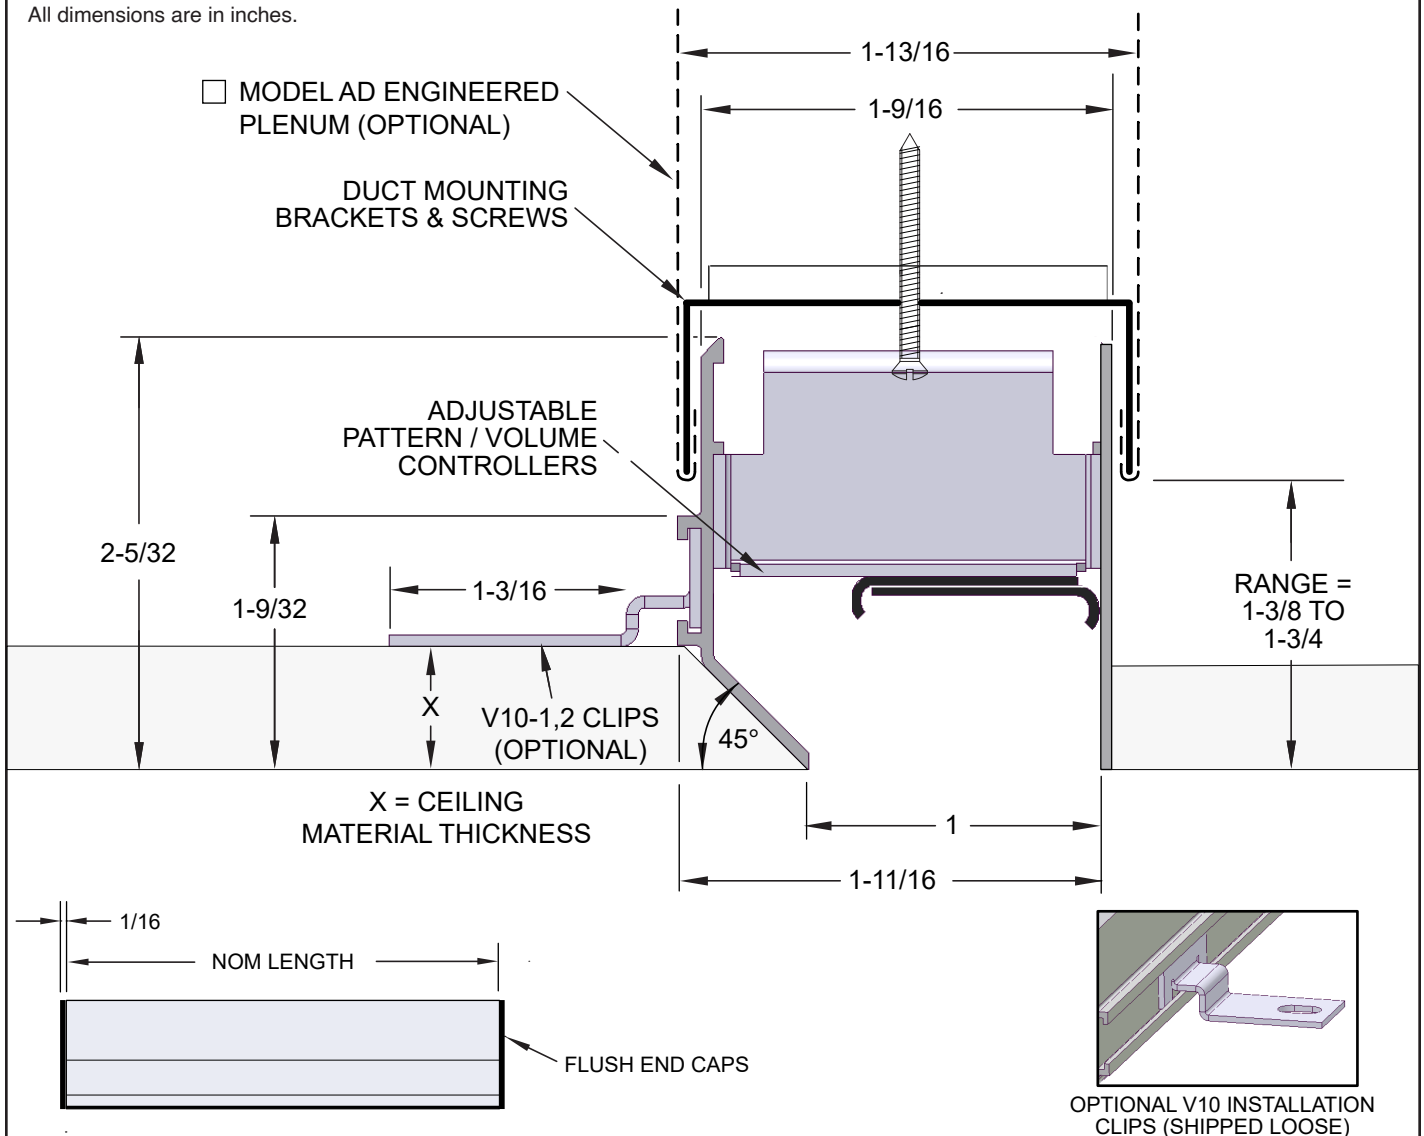 All dimensions are in inches.
1-13/16
1-9/16
MODEL AD ENGINEERED
PLENUM (OPTIONAL)
DUCT MOUNTING
BRACKETS & SCREWS
ADJUSTABLE
PATTERN / VOLUME
CONTROLLERS
2-5/32
1-9/32
1-3/16
RANGE =
1-3/8 TO
1-3/4
X
V10-1,2 CLIPS
(OPTIONAL)
45°
X = CEILING
MATERIAL THICKNESS
1
1-11/16
1/16
NOM LENGTH
FLUSH END CAPS
OPTIONAL V10 INSTALLATION
CLIPS (SHIPPED LOOSE)